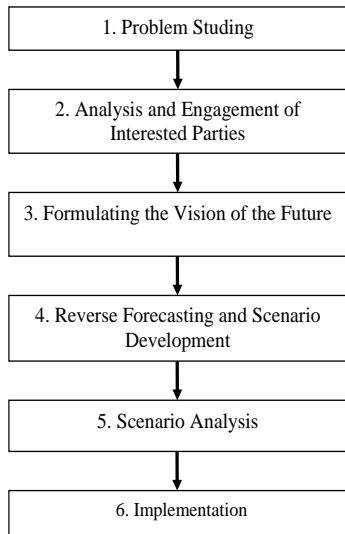 1. Problem Studing
2. Analysis and Engagement of
Interested Parties
3. Formulating the Vision of the Future
4. Reverse Forecasting and Scenario
Development
5. Scenario Analysis
6. Implementation